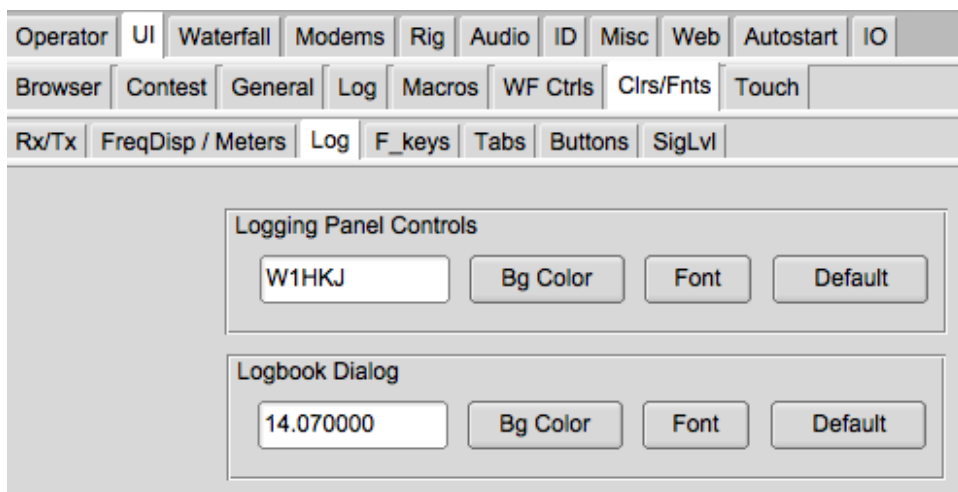 Operator UI Waterfall Modems Rig Audio ID Misc Web Autostart IO
Browser Contest General Log Macros WF Ctrls Clrs/Fnts Touch
Rx/Tx FreqDisp / Meters Log F_keys Tabs Buttons SigLvl
Logging Panel Controls
W1HKJ Bg Color Font Default
Logbook Dialog
14.070000 Bg Color Font Default